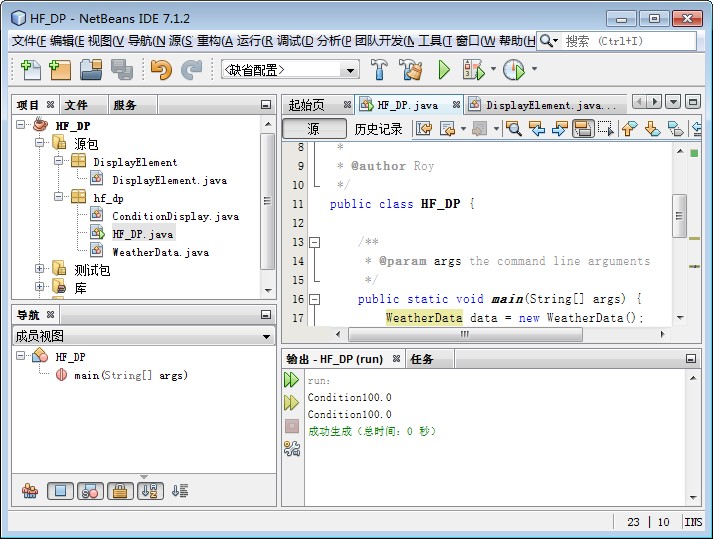 HF_DP - NetBeans IDE 7.1.2
文件(F 编辑(E 视图(V 导航(N 源(S 重构(A 运行(R 调试(D 分析(P 团队开发(M 工具(T 窗口(W 帮助(H 搜索 (Ctrl+I)
<缺省配置>
项目 文件 服务
HF_DP
源包
DisplayElement
DisplayElement.java
hf_dp
ConditionDisplay.java
HF_DP.java
WeatherData.java
测试包
库
导航
成员视图
HF_DP
main(String[] args)
起始页 HF_DP.java DisplayElement.java...
源 历史记录
8 *
9 * @author Roy
10 */
11 public class HF_DP {
12
13 /**
14 * @param args the command line arguments
15 */
16 public static void main(String[] args) {
17 WeatherData data = new WeatherData();
输出 - HF_DP (run) 任务
run:
Condition100.0
Condition100.0
成功生成（总时间：0 秒）
23 10 INS